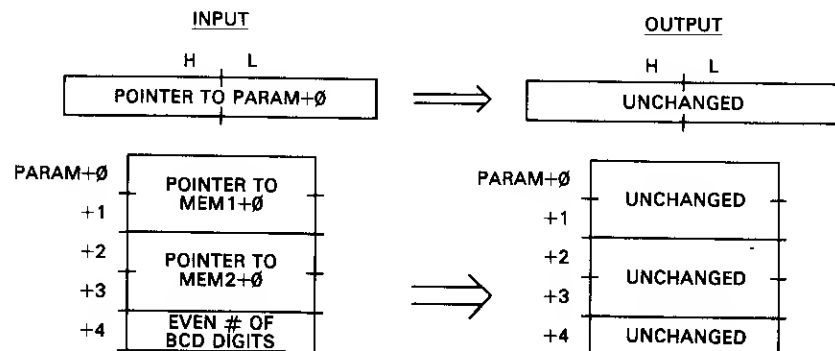 INPUT
OUTPUT
H L
H L
POINTER TO PARAM+Ø
UNCHANGED
PARAM+Ø
+1
POINTER TO
MEM1+Ø
PARAM+Ø
+1
UNCHANGED
+2
+3
POINTER TO
MEM2+Ø
+2
+3
UNCHANGED
+4
EVEN # OF
BCD DIGITS
+4
UNCHANGED